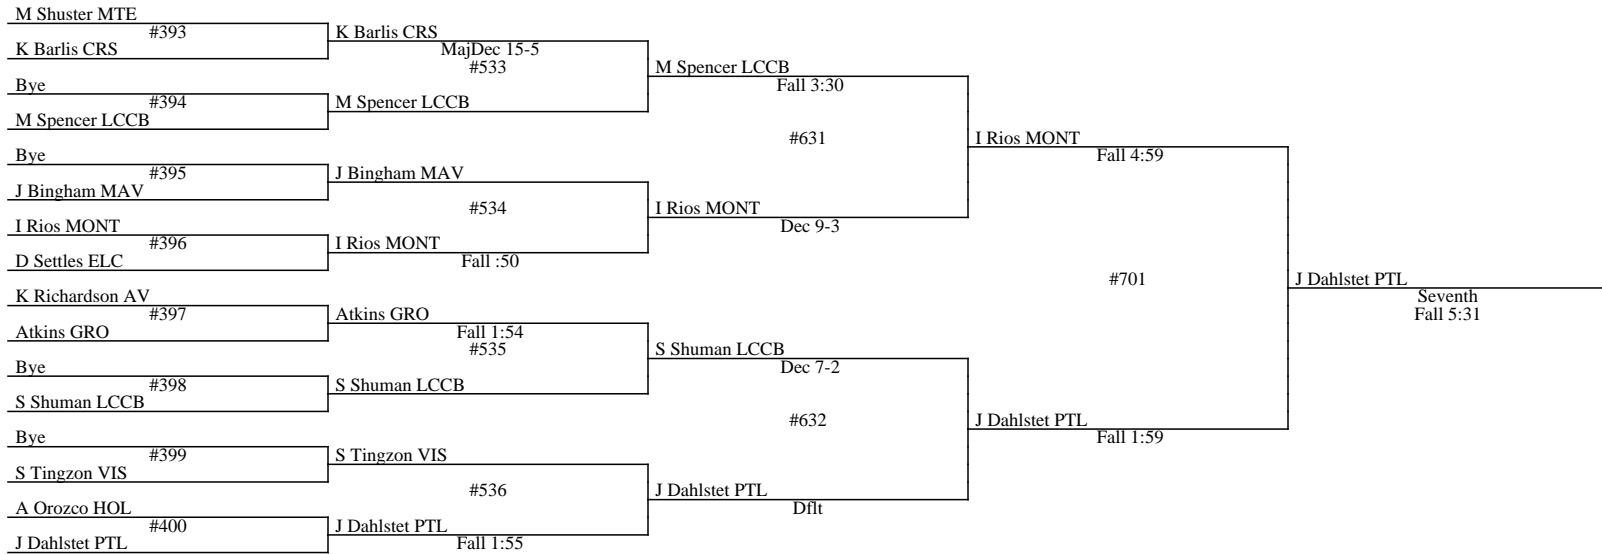 M Shuster MTE
#393
K Barlis CRS
Bye
#394
M Spencer LCCB
Bye
#395
J Bingham MAV
I Rios MONT
#396
D Settles ELC
K Richardson AV
#397
Atkins GRO
Bye
#398
S Shuman LCCB
Bye
#399
S Tingzon VIS
A Orozco HOL
#400
J Dahlstet PTL
K Barlis CRS
MajDec 15-5
#533
M Spencer LCCB
J Bingham MAV
#534
I Rios MONT
Fall :50
Atkins GRO
Fall 1:54
#535
S Shuman LCCB
S Tingzon VIS
#536
J Dahlstet PTL
Fall 1:55
M Spencer LCCB
Fall 3:30
#631
I Rios MONT
Dec 9-3
S Shuman LCCB
Dec 7-2
#632
J Dahlstet PTL
Dflt
I Rios MONT
Fall 4:59
#701
J Dahlstet PTL
Fall 1:59
J Dahlstet PTL
Seventh
Fall 5:31